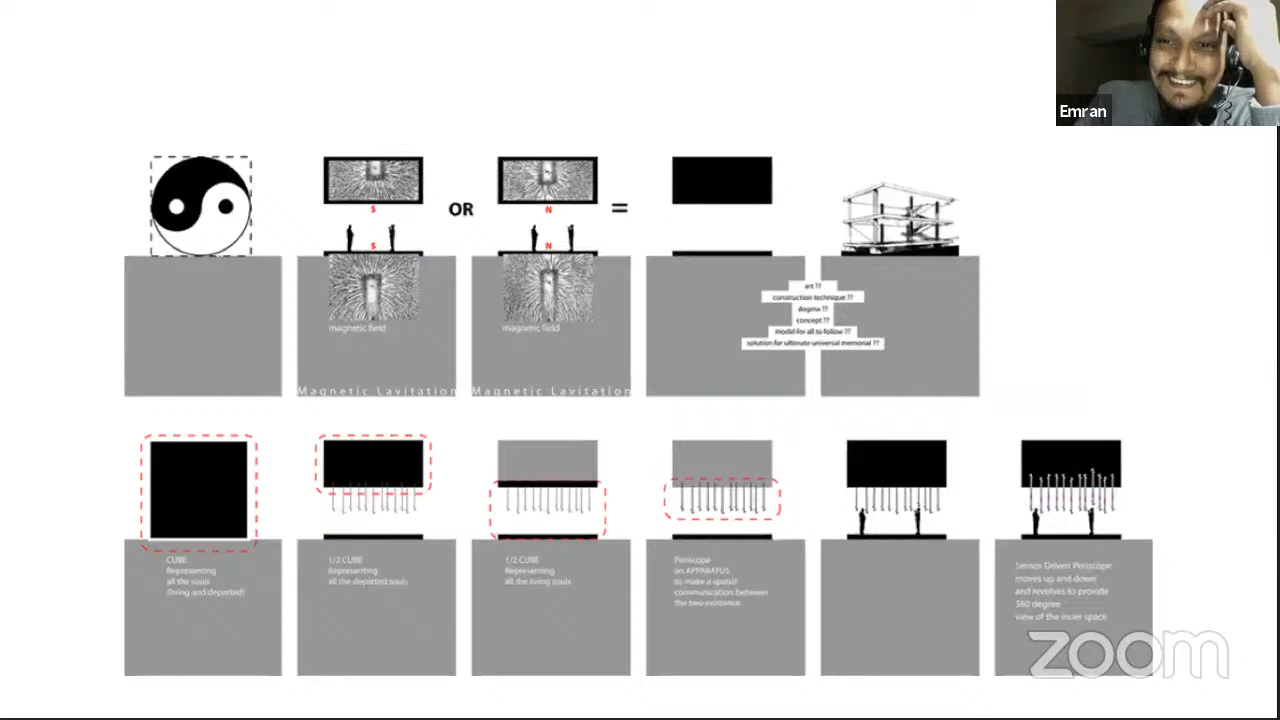 Emran
S
N
OR
=
S
N
art ??
construction technique ??
dogma ??
concept ??
model for all to follow ??
solution for ultimate universal memorial ??
magnetic field
magnetic field
Magnetic Lavitation
Magnetic Lavitation
CUBE
Representing
all the souls
(living and departed)
1/2 CUBE
Representing
all the departed souls
1/2 CUBE
Representing
all the living souls
Periscope
an APPARATUS
to make a spatial
communication between
the two existance
Sensor Driven Periscope
moves up and down
and revolves to provide
360 degree
view of the inner space
zoom